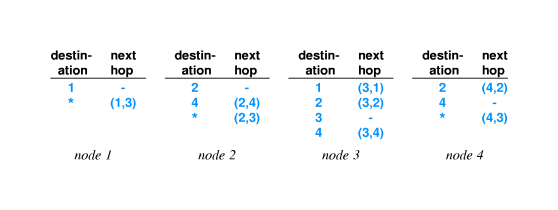 destin- next destin- next destin- next destin- next
ation hop ation hop ation hop ation hop
1 - 2 - 1 (3,1) 2 (4,2)
* (1,3) 4 (2,4) 2 (3,2) 4 -
* (2,3) 3 - * (4,3)
4 (3,4)
node 1 node 2 node 3 node 4